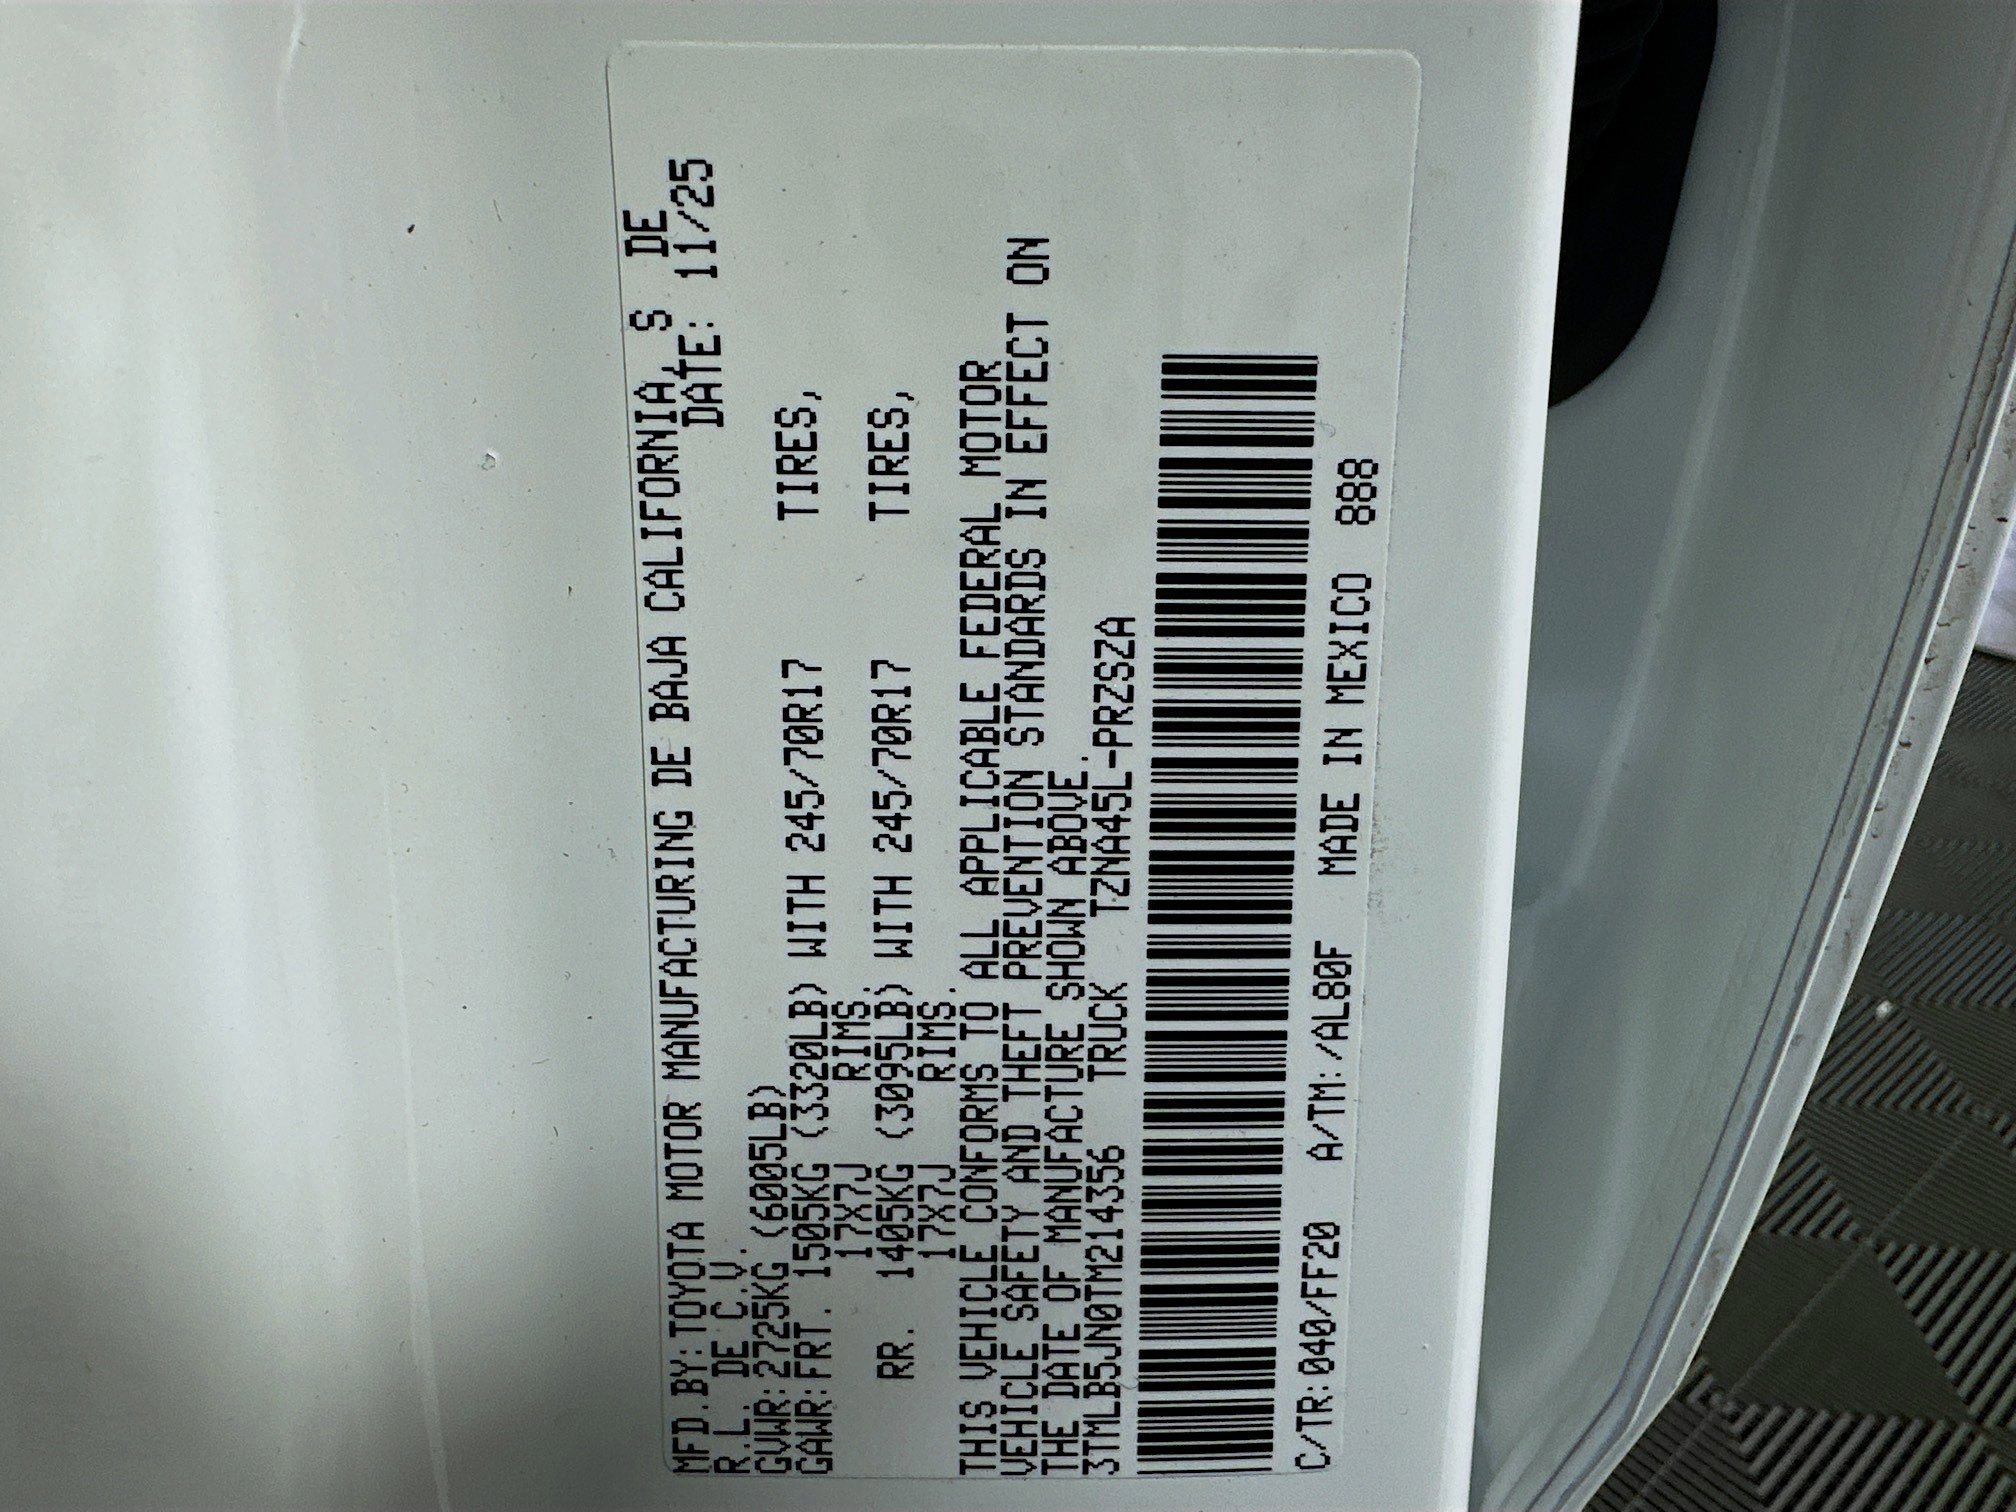 MFD.BY:TOYOTA MOTOR MANUFACTURING DE BAJA CALIFORNIA, S DE
R.L. DE C.V. DATE: 11/25
GVWR:2725KG (6005LB)
GAWR:FRT. 1505KG (3320LB) WITH 245/70R17 TIRES,
17X7J RIMS.
RR. 1405KG (3095LB) WITH 245/70R17 TIRES,
17X7J RIMS.
THIS VEHICLE CONFORMS TO ALL APPLICABLE FEDERAL MOTOR
VEHICLE SAFETY AND THEFT PREVENTION STANDARDS IN EFFECT ON
THE DATE OF MANUFACTURE SHOWN ABOVE.
3TMLB5JN0TM214356 TRUCK TZNA45L-PRZSZA
C/TR:040/FF20 A/TM:/AL80F MADE IN MEXICO 888